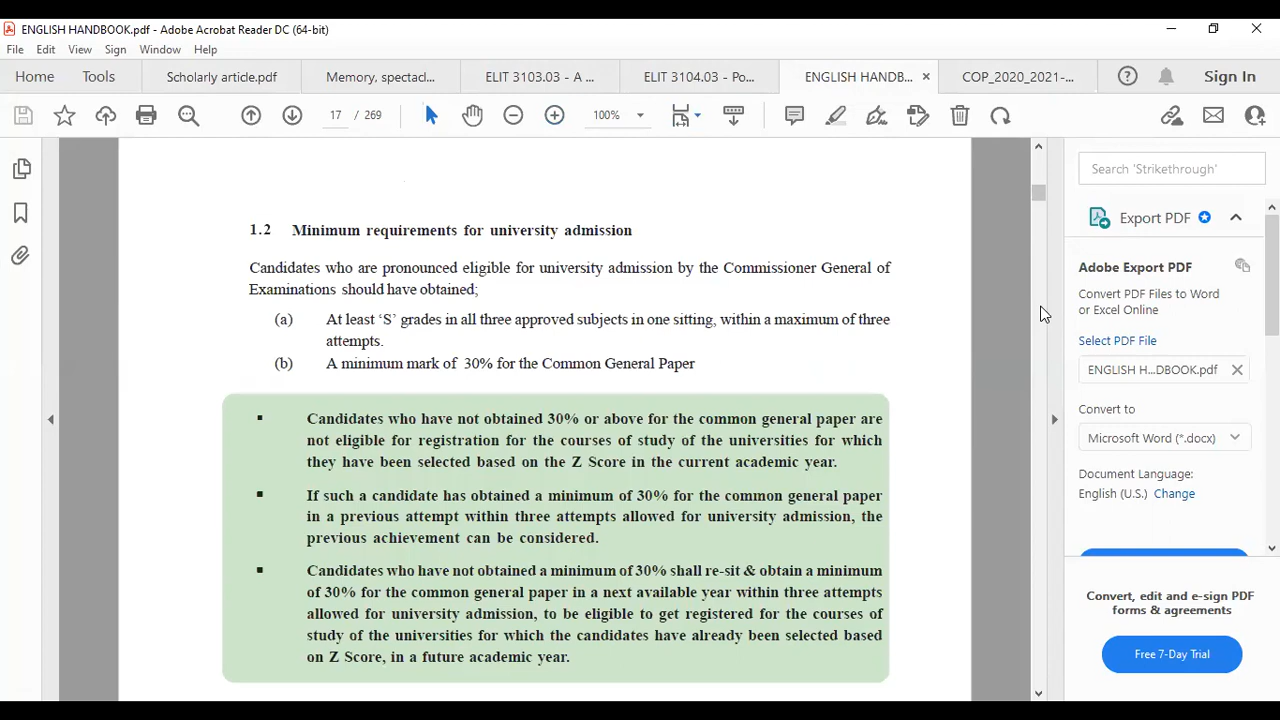 ENGLISH HANDBOOK.pdf - Adobe Acrobat Reader DC (64-bit)
File Edit View Sign Window Help
Home Tools Scholarly article.pdf Memory, spectacl... ELIT 3103.03 - A ... ELIT 3104.03 - Po... ENGLISH HANDB... COP_2020_2021-... Sign In
17 / 269 100%
Search 'Strikethrough'
Export PDF
Adobe Export PDF
Convert PDF Files to Word
or Excel Online
Select PDF File
ENGLISH H...DBOOK.pdf
Convert to
Microsoft Word (*.docx)
Document Language:
English (U.S.) Change
Convert, edit and e-sign PDF
forms & agreements
Free 7-Day Trial
1.2 Minimum requirements for university admission
Candidates who are pronounced eligible for university admission by the Commissioner General of
Examinations should have obtained;
(a) At least ‘S’ grades in all three approved subjects in one sitting, within a maximum of three
attempts.
(b) A minimum mark of 30% for the Common General Paper
▪ Candidates who have not obtained 30% or above for the common general paper are
not eligible for registration for the courses of study of the universities for which
they have been selected based on the Z Score in the current academic year.
▪ If such a candidate has obtained a minimum of 30% for the common general paper
in a previous attempt within three attempts allowed for university admission, the
previous achievement can be considered.
▪ Candidates who have not obtained a minimum of 30% shall re-sit & obtain a minimum
of 30% for the common general paper in a next available year within three attempts
allowed for university admission, to be eligible to get registered for the courses of
study of the universities for which the candidates have already been selected based
on Z Score, in a future academic year.